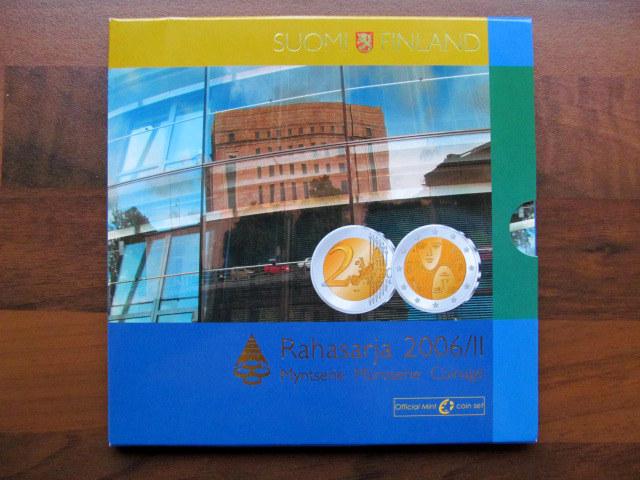 SUOMI FINLAND
2
Rahasarja 2006/II
Myntserie Münzserie Coinage
Official Mint coin set